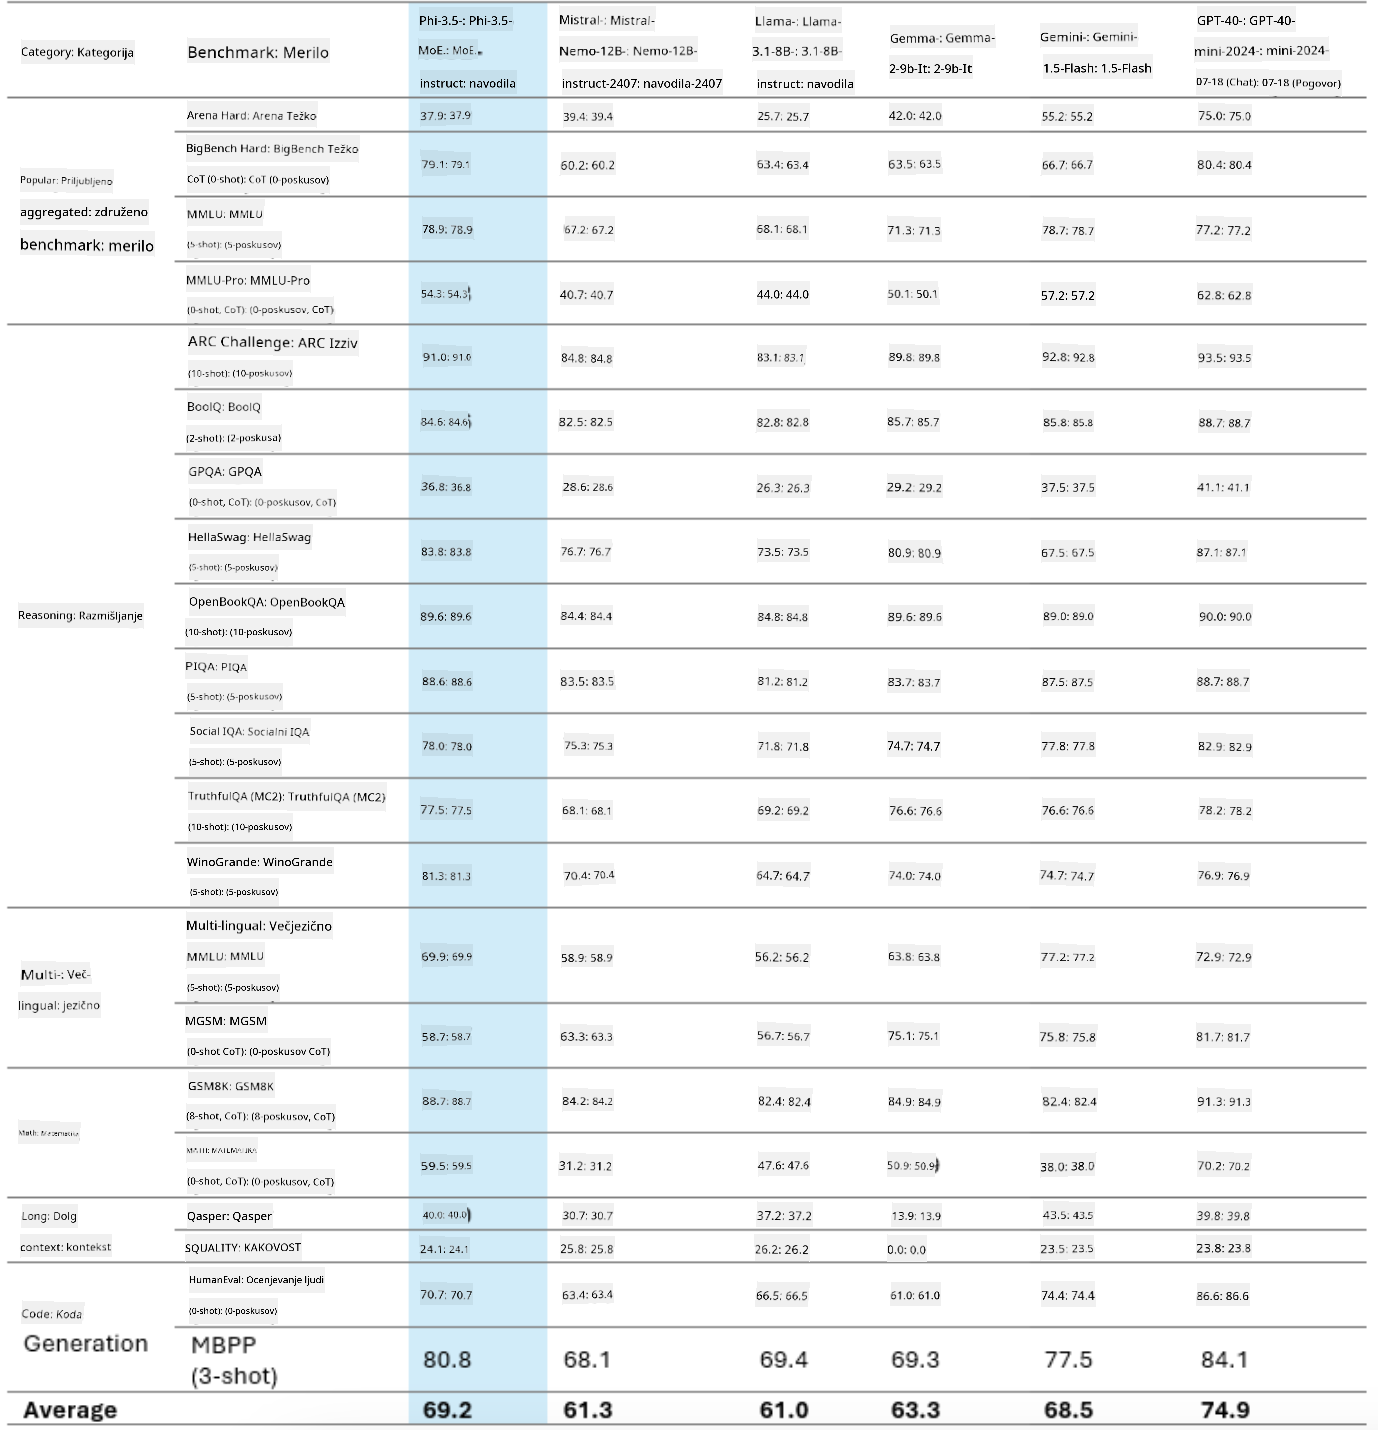 Category: Kategorija
Benchmark: Merilo
Phi-3.5-: Phi-3.5-
MoE.: MoE.
instruct: navodila
Mistral-: Mistral-
Nemo-12B-: Nemo-12B-
instruct-2407: navodila-2407
Llama-: Llama-
3.1-8B-: 3.1-8B-
instruct: navodila
Gemma-: Gemma-
2-9b-It: 2-9b-It
Gemini-: Gemini-
1.5-Flash: 1.5-Flash
GPT-40-: GPT-40-
mini-2024-: mini-2024-
07-18 (Chat): 07-18 (Pogovor)
Popular: Priljubljeno
aggregated: združeno
benchmark: merilo
Arena Hard: Arena Težko
37.9: 37.9
39.4: 39.4
25.7: 25.7
42.0: 42.0
55.2: 55.2
75.0: 75.0
BigBench Hard: BigBench Težko
CoT (0-shot): CoT (0-poskusov)
79.1: 79.1
60.2: 60.2
63.4: 63.4
63.5: 63.5
66.7: 66.7
80.4: 80.4
MMLU: MMLU
(5-shot): (5-poskusov)
78.9: 78.9
67.2: 67.2
68.1: 68.1
71.3: 71.3
78.7: 78.7
77.2: 77.2
MMLU-Pro: MMLU-Pro
(0-shot, CoT): (0-poskusov, CoT)
54.3: 54.3
40.7: 40.7
44.0: 44.0
50.1: 50.1
57.2: 57.2
62.8: 62.8
Reasoning: Razmišljanje
ARC Challenge: ARC Izziv
(10-shot): (10-poskusov)
91.0: 91.0
84.8: 84.8
83.1: 83.1
89.8: 89.8
92.8: 92.8
93.5: 93.5
BoolQ: BoolQ
(2-shot): (2-poskusa)
84.6: 84.6
82.5: 82.5
82.8: 82.8
85.7: 85.7
85.8: 85.8
88.7: 88.7
GPQA: GPQA
(0-shot, CoT): (0-poskusov, CoT)
36.8: 36.8
28.6: 28.6
26.3: 26.3
29.2: 29.2
37.5: 37.5
41.1: 41.1
HellaSwag: HellaSwag
(5-shot): (5-poskusov)
83.8: 83.8
76.7: 76.7
73.5: 73.5
80.9: 80.9
67.5: 67.5
87.1: 87.1
OpenBookQA: OpenBookQA
(10-shot): (10-poskusov)
89.6: 89.6
84.4: 84.4
84.8: 84.8
89.6: 89.6
89.0: 89.0
90.0: 90.0
PIQA: PIQA
(5-shot): (5-poskusov)
88.6: 88.6
83.5: 83.5
81.2: 81.2
83.7: 83.7
87.5: 87.5
88.7: 88.7
Social IQA: Socialni IQA
(5-shot): (5-poskusov)
78.0: 78.0
75.3: 75.3
71.8: 71.8
74.7: 74.7
77.8: 77.8
82.9: 82.9
TruthfulQA (MC2): TruthfulQA (MC2)
(10-shot): (10-poskusov)
77.5: 77.5
68.1: 68.1
69.2: 69.2
76.6: 76.6
76.6: 76.6
78.2: 78.2
WinoGrande: WinoGrande
(5-shot): (5-poskusov)
81.3: 81.3
70.4: 70.4
64.7: 64.7
74.0: 74.0
74.7: 74.7
76.9: 76.9
Multi-: Več-
lingual: jezično
Multi-lingual: Večjezično
MMLU: MMLU
(5-shot): (5-poskusov)
69.9: 69.9
58.9: 58.9
56.2: 56.2
63.8: 63.8
77.2: 77.2
72.9: 72.9
MGSM: MGSM
(0-shot CoT): (0-poskusov CoT)
58.7: 58.7
63.3: 63.3
56.7: 56.7
75.1: 75.1
75.8: 75.8
81.7: 81.7
Math: Matematika
GSM8K: GSM8K
(8-shot, CoT): (8-poskusov, CoT)
88.7: 88.7
84.2: 84.2
82.4: 82.4
84.9: 84.9
82.4: 82.4
91.3: 91.3
MATH: MATEMATIKA
(0-shot, CoT): (0-poskusov, CoT)
59.5: 59.5
31.2: 31.2
47.6: 47.6
50.9: 50.9
38.0: 38.0
70.2: 70.2
Long: Dolg
context: kontekst
Qasper: Qasper
40.0: 40.0
30.7: 30.7
37.2: 37.2
13.9: 13.9
43.5: 43.5
39.8: 39.8
SQUALITY: KAKOVOST
24.1: 24.1
25.8: 25.8
26.2: 26.2
0.0: 0.0
23.5: 23.5
23.8: 23.8
Code: Koda
Generation
HumanEval: Ocenjevanje ljudi
(0-shot): (0-poskusov)
70.7: 70.7
63.4: 63.4
66.5: 66.5
61.0: 61.0
74.4: 74.4
86.6: 86.6
MBPP
(3-shot)
80.8
68.1
69.4
69.3
77.5
84.1
Average
69.2
61.3
61.0
63.3
68.5
74.9